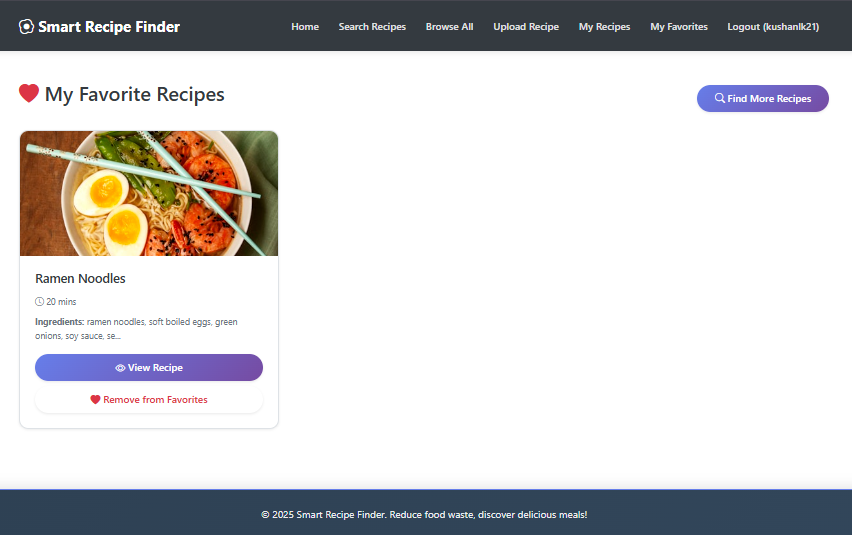 Smart Recipe Finder
Home Search Recipes Browse All Upload Recipe My Recipes My Favorites Logout (kushanlk21)
My Favorite Recipes
Find More Recipes
Ramen Noodles
20 mins
Ingredients: ramen noodles, soft boiled eggs, green
onions, soy sauce, se...
View Recipe
Remove from Favorites
© 2025 Smart Recipe Finder. Reduce food waste, discover delicious meals!